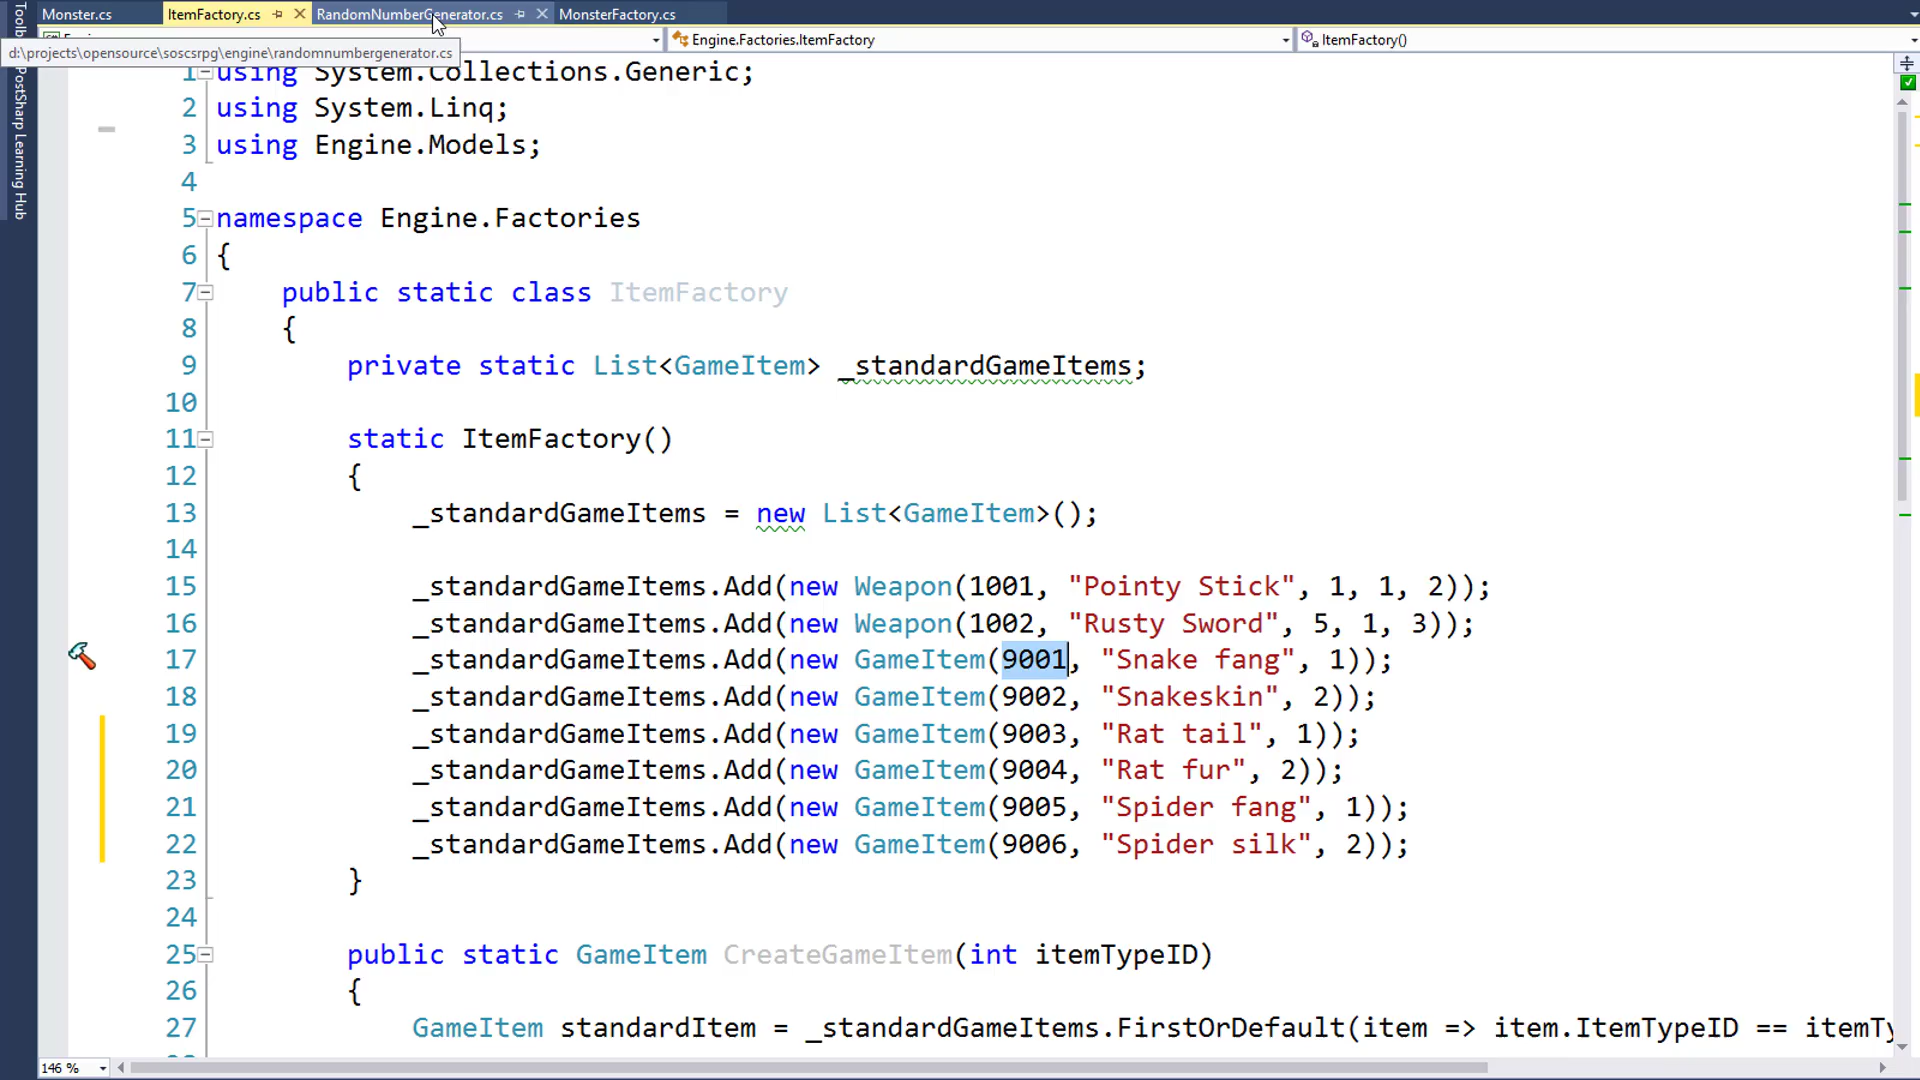 Monster.cs
ItemFactory.cs
RandomNumberGenerator.cs
MonsterFactory.cs
Engine.Factories.ItemFactory
ItemFactory()
d:\projects\opensource\soscsrpg\engine\randomnumbergenerator.cs
PostSharp Learning Hub
1 using System.Collections.Generic;
2 using System.Linq;
3 using Engine.Models;
4
5 namespace Engine.Factories
6 {
7 public static class ItemFactory
8 {
9 private static List<GameItem> _standardGameItems;
10
11 static ItemFactory()
12 {
13 _standardGameItems = new List<GameItem>();
14
15 _standardGameItems.Add(new Weapon(1001, "Pointy Stick", 1, 1, 2));
16 _standardGameItems.Add(new Weapon(1002, "Rusty Sword", 5, 1, 3));
17 _standardGameItems.Add(new GameItem(9001, "Snake fang", 1));
18 _standardGameItems.Add(new GameItem(9002, "Snakeskin", 2));
19 _standardGameItems.Add(new GameItem(9003, "Rat tail", 1));
20 _standardGameItems.Add(new GameItem(9004, "Rat fur", 2));
21 _standardGameItems.Add(new GameItem(9005, "Spider fang", 1));
22 _standardGameItems.Add(new GameItem(9006, "Spider silk", 2));
23 }
24
25 public static GameItem CreateGameItem(int itemTypeID)
26 {
27 GameItem standardItem = _standardGameItems.FirstOrDefault(item => item.ItemTypeID == itemTy
146 %